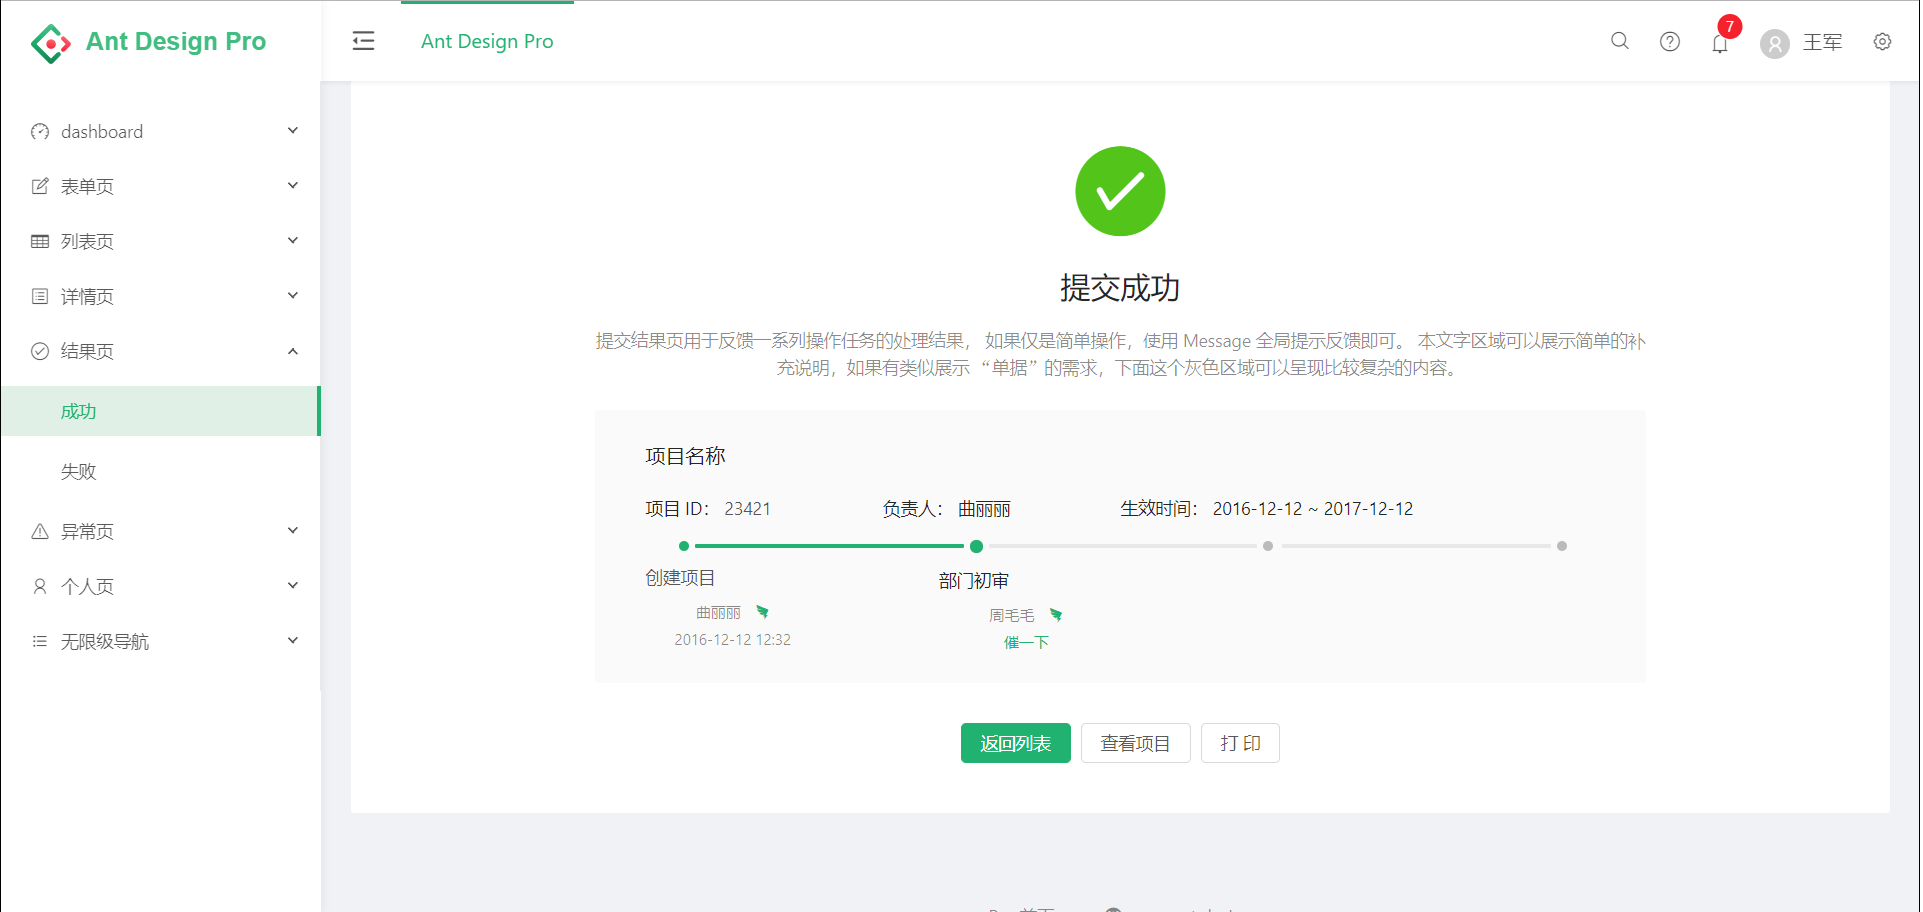 Ant Design Pro
Ant Design Pro
7
王军
dashboard
表单页
列表页
详情页
结果页
成功
失败
异常页
个人页
无限级导航
提交成功
提交结果页用于反馈一系列操作任务的处理结果， 如果仅是简单操作，使用 Message 全局提示反馈即可。 本文字区域可以展示简单的补
充说明，如果有类似展示 “单据” 的需求，下面这个灰色区域可以呈现比较复杂的内容。
项目名称
项目 ID： 23421 负责人： 曲丽丽 生效时间： 2016-12-12 ~ 2017-12-12
创建项目 部门初审
曲丽丽 周毛毛
2016-12-12 12:32 催一下
返回列表 查看项目 打 印